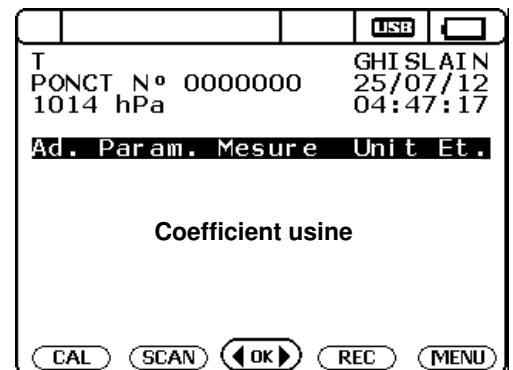 USB
T GHISLAIN
PONCT Nº 0000000 25/07/12
1014 hPa 04:47:17
Ad. Param. Mesure Unit Et.
Coefficient usine
CAL SCAN OK REC MENU